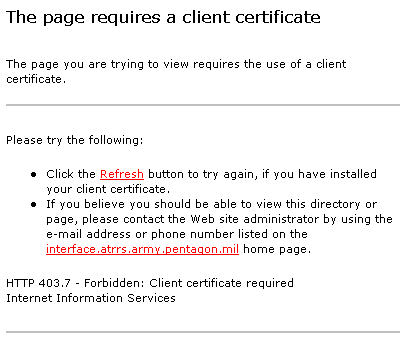 The page requires a client certificate
The page you are trying to view requires the use of a client
certificate.
Please try the following:
Click the Refresh button to try again, if you have installed
your client certificate.
If you believe you should be able to view this directory or
page, please contact the Web site administrator by using the
e-mail address or phone number listed on the
interface.atrrs.army.pentagon.mil home page.
HTTP 403.7 - Forbidden: Client certificate required
Internet Information Services